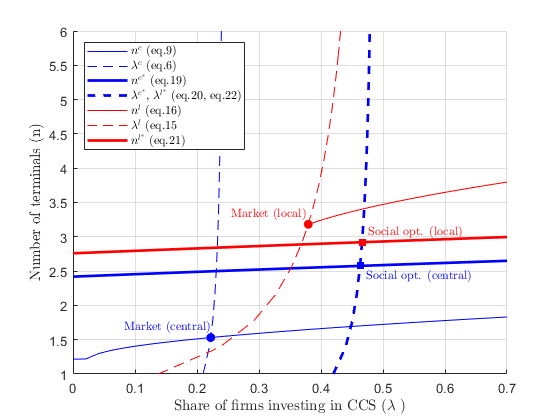 6
5.5
5
4.5
4
3.5
3
2.5
2
1.5
1
Number of terminals (n)
n^c (eq.9)
λ^c (eq.6)
n^{c*} (eq.19)
λ^{c*}, λ^{l*} (eq.20, eq.22)
n^l (eq.16)
λ^l (eq.15
n^{l*} (eq.21)
Market (local)
Social opt. (local)
Social opt. (central)
Market (central)
0 0.1 0.2 0.3 0.4 0.5 0.6 0.7
Share of firms investing in CCS (λ )